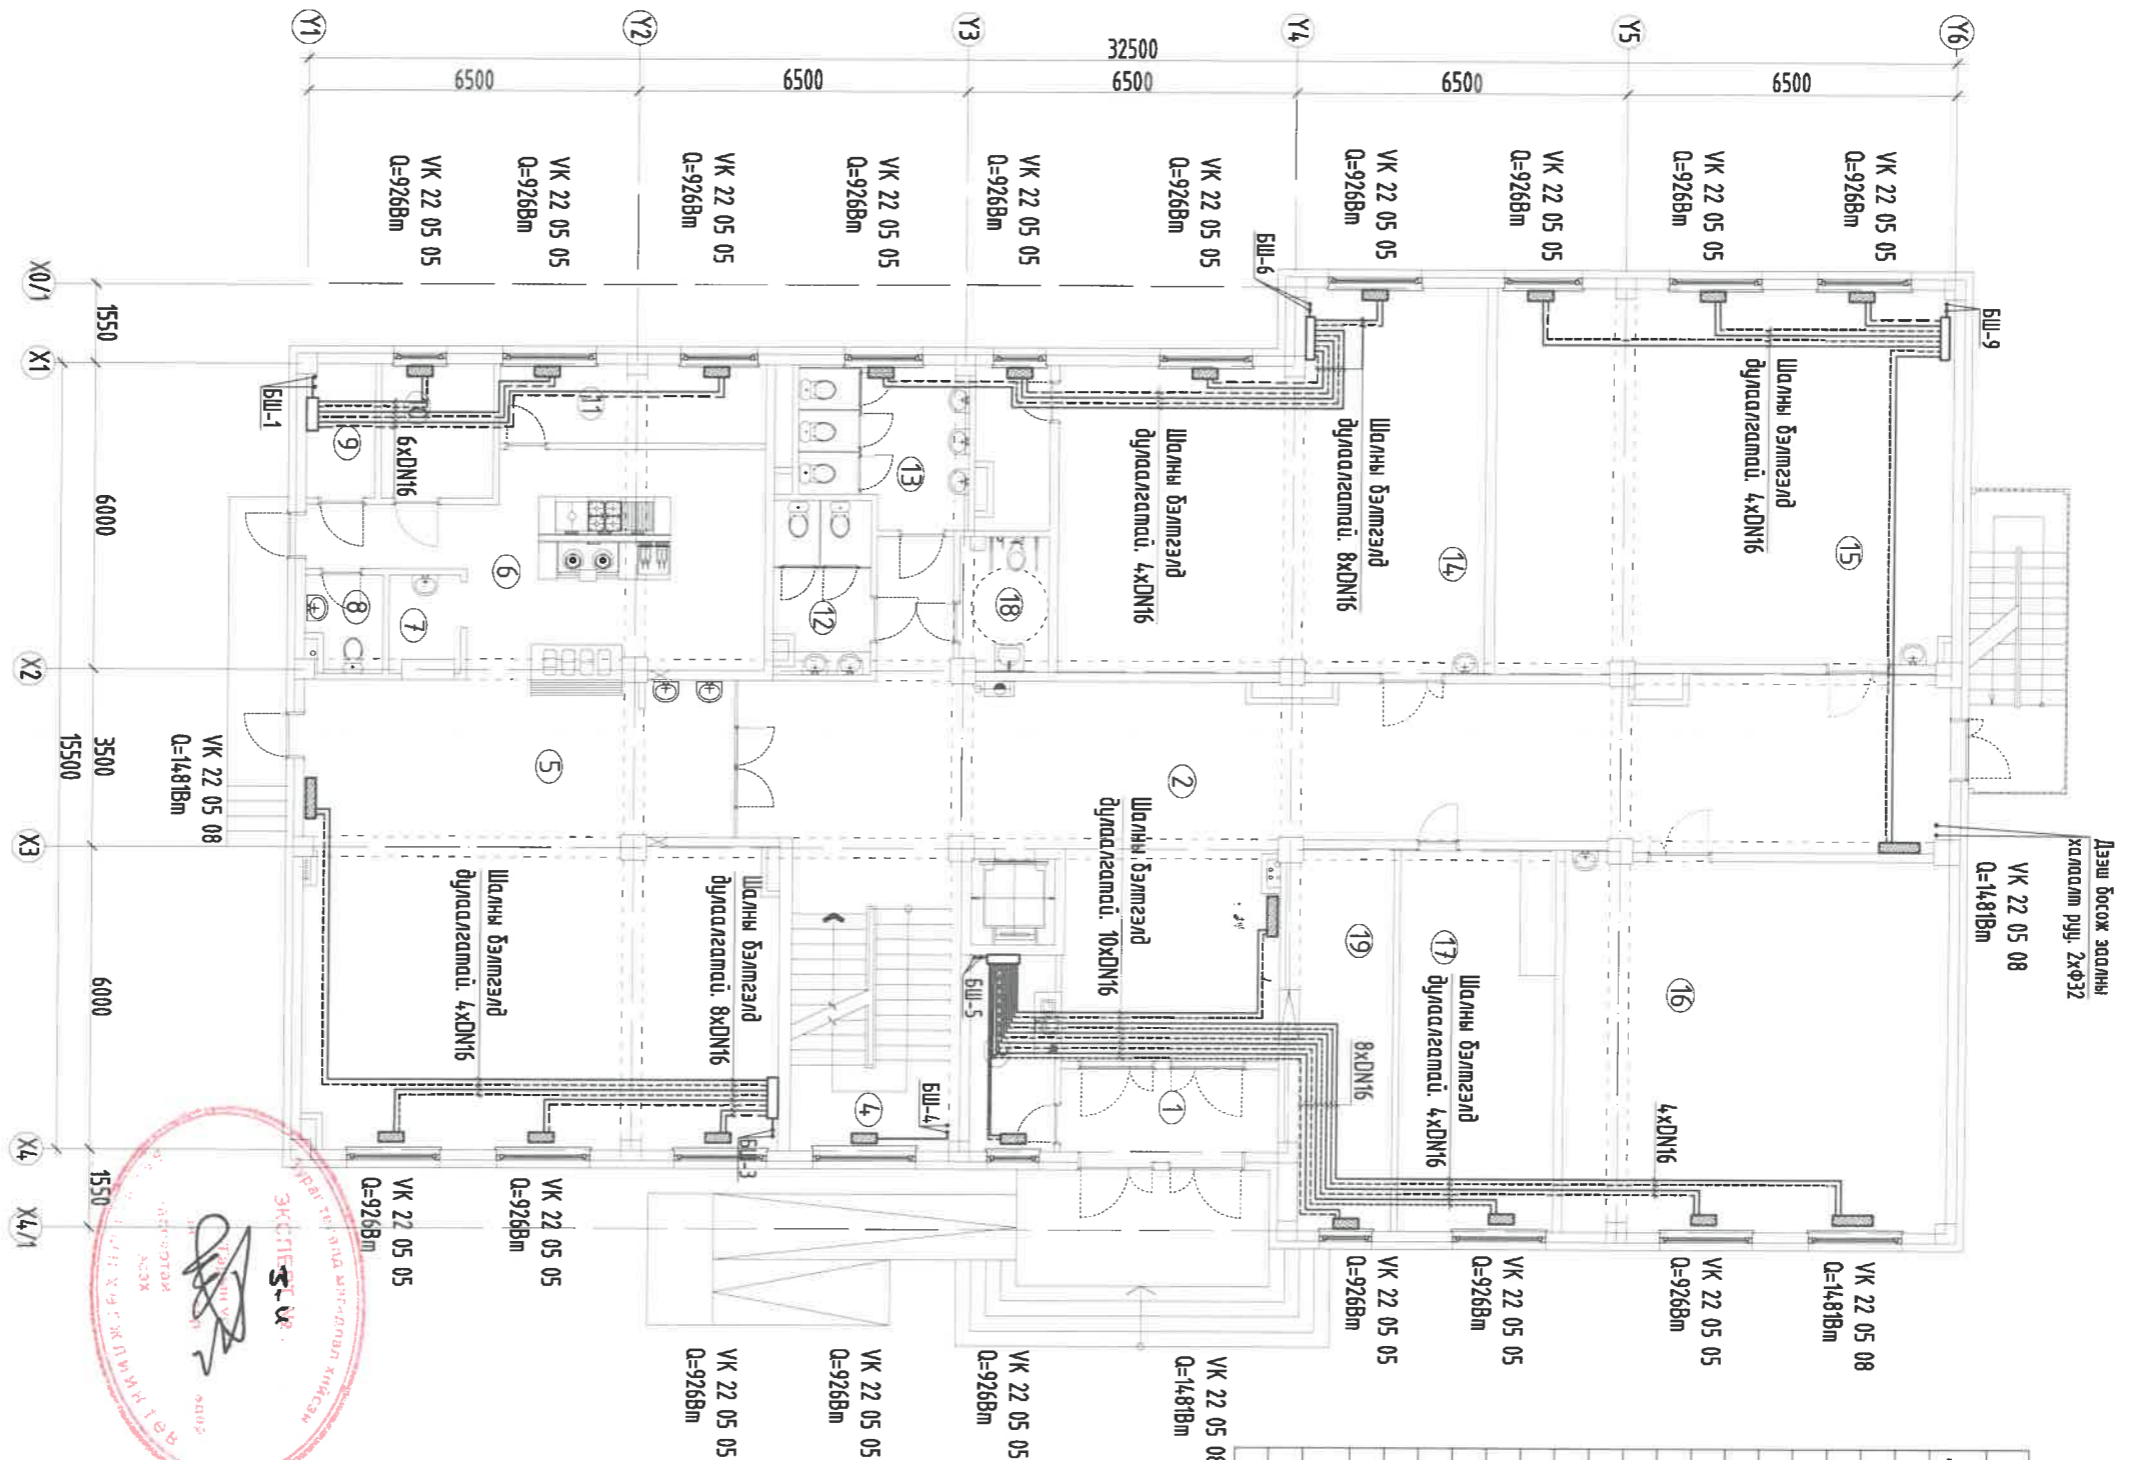 Y1
Y2
Y3
Y4
Y5
Y6
32500
6500
6500
6500
6500
6500
VK 22 05 05
Q=926Вт
VK 22 05 05
Q=926Вт
VK 22 05 05
Q=926Вт
VK 22 05 05
Q=926Вт
VK 22 05 05
Q=926Вт
VK 22 05 05
Q=926Вт
VK 22 05 05
Q=926Вт
VK 22 05 05
Q=926Вт
VK 22 05 05
Q=926Вт
VK 22 05 05
Q=926Вт
X0/1
X1
X2
X3
X4
X4/1
1550
6000
3500
15500
6000
1550
БШ-1
БШ-6
БШ-9
БШ-5
БШ-4
БШ-3
6xDN16
Шалны бэлтгэлд
дулаалгатай. 4xDN16
Шалны бэлтгэлд
дулаалгатай. 8xDN16
Шалны бэлтгэлд
дулаалгатай. 4xDN16
9
11
13
6
8
7
12
18
14
15
5
2
4
1
19
17
16
VK 22 05 08
Q=1481Вт
Шалны бэлтгэлд
дулаалгатай. 4xDN16
Шалны бэлтгэлд
дулаалгатай. 8xDN16
Шалны бэлтгэлд
дулаалгатай. 10xDN16
Шалны бэлтгэлд
дулаалгатай. 4xDN16
8xDN16
4xDN16
Дээш босож заалны
халаалт руу. 2xф32
VK 22 05 08
Q=1481Вт
VK 22 05 05
Q=926Вт
VK 22 05 05
Q=926Вт
VK 22 05 05
Q=926Вт
VK 22 05 05
Q=926Вт
VK 22 05 05
Q=926Вт
VK 22 05 08
Q=1481Вт
VK 22 05 05
Q=926Вт
VK 22 05 05
Q=926Вт
VK 22 05 05
Q=926Вт
VK 22 05 08
Q=1481Вт
ЭКСПЕРТ